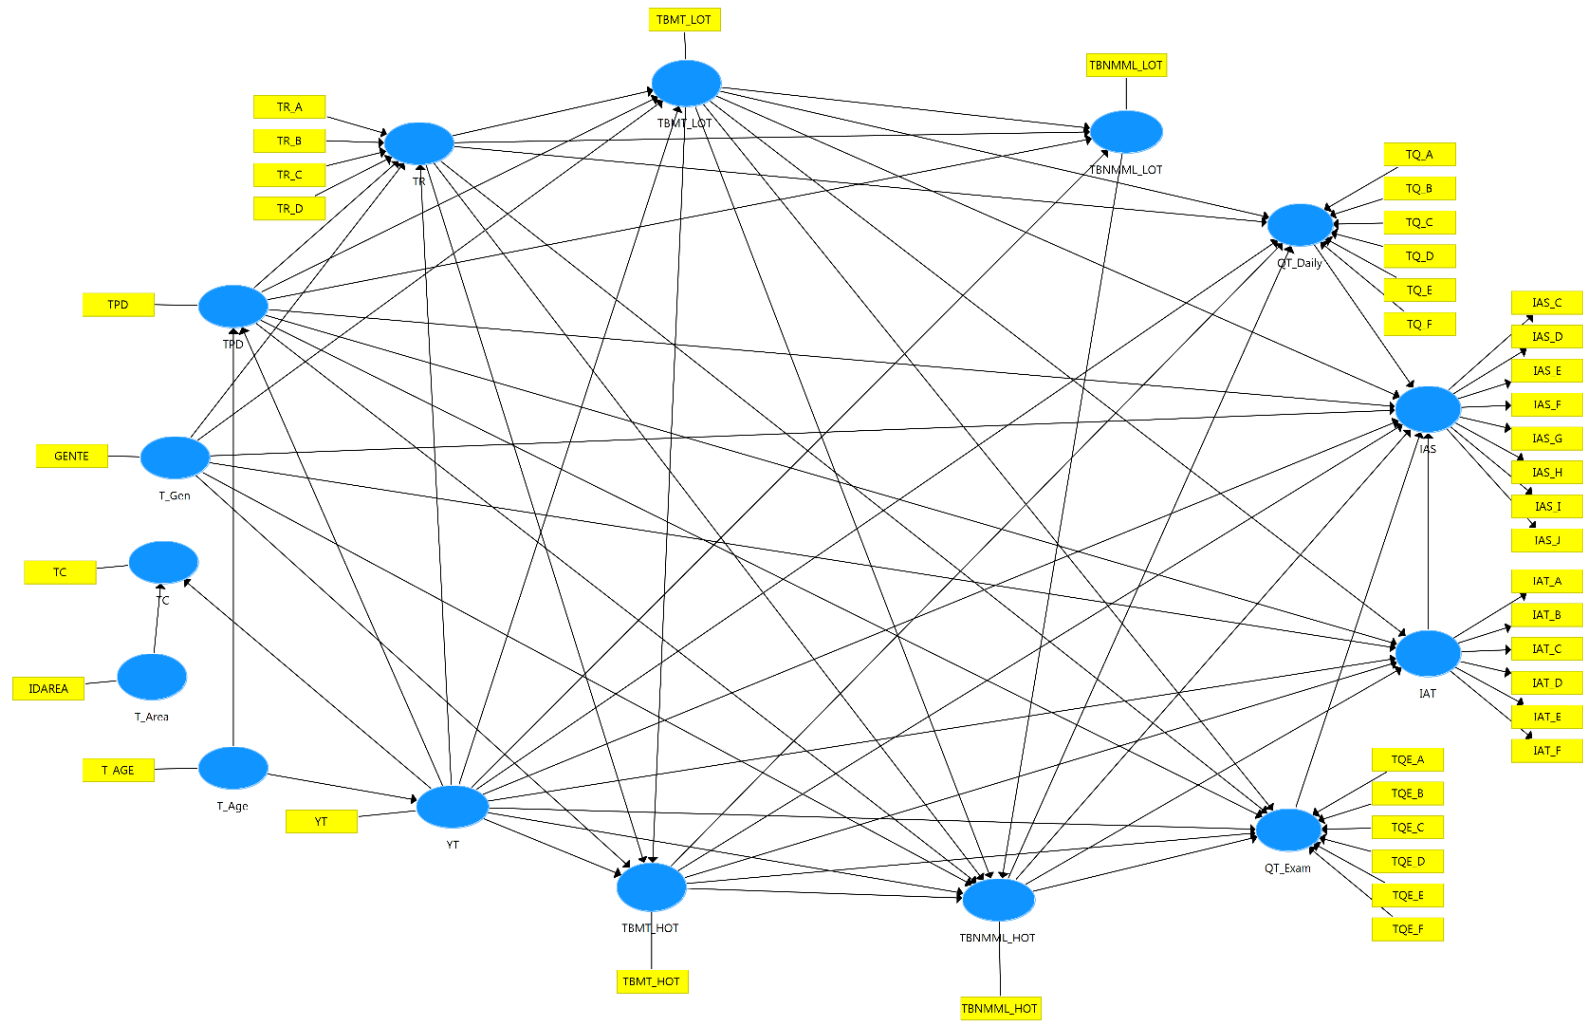 TBMT_LOT
TBNMML_LOT
TR_A
TR_B
TR_C
TR_D
TBMT_LOT
TR
TBNMML_LOT
TQ_A
TQ_B
TQ_C
TQ_D
TQ_E
TQ_F
QT_Daily
TPD
TPD
IAS_C
IAS_D
IAS_E
IAS_F
IAS_G
IAS_H
IAS_I
IAS_J
IAS
GENTE
T_Gen
TC
TC
IDAREA
T_Area
IAT_A
IAT_B
IAT_C
IAT_D
IAT_E
IAT_F
IAT
T_AGE
T_Age
YT
YT
TQE_A
TQE_B
TQE_C
TQE_D
TQE_E
TQE_F
QT_Exam
TBMT_HOT
TBNMML_HOT
TBMT_HOT
TBNMML_HOT